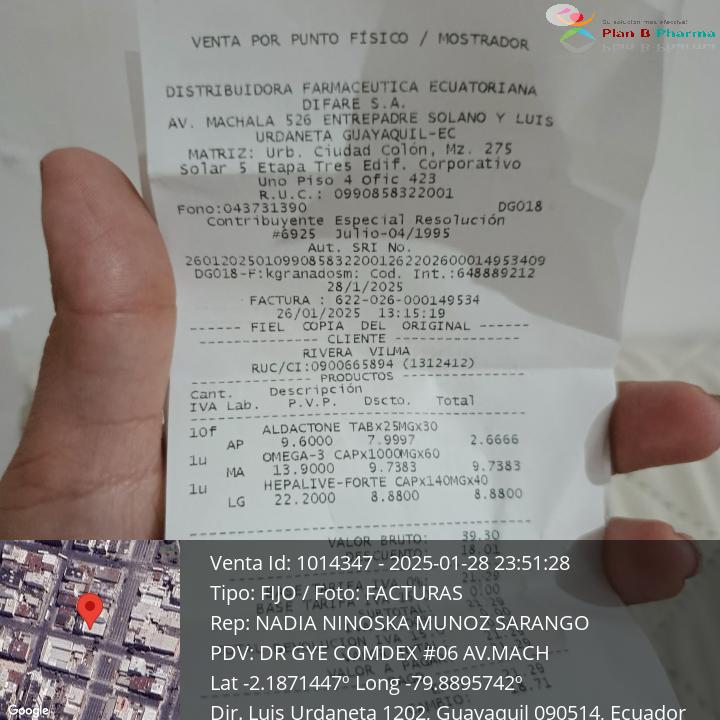 Su solución más efectiva!
Plan B Pharma
VENTA POR PUNTO FÍSICO / MOSTRADOR
DISTRIBUIDORA FARMACEUTICA ECUATORIANA
DIFARE S.A.
AV. MACHALA 526 ENTREPADRE SOLANO Y LUIS
URDANETA GUAYAQUIL-EC
MATRIZ: Urb. Ciudad Colón, Mz. 275
Solar 5 Etapa Tres Edif. Corporativo
Uno Piso 4 Ofic 423
R.U.C.: 0990858322001
Fono:043731390 DG018
Contribuyente Especial Resolución
#6925 Julio-04/1995
Aut. SRI No.
2601202501099085832200126220260001495340​9
DG018-F:kgranadosm: Cod. Int.:648889212
28/1/2025
FACTURA : 622-026-000149534
26/01/2025 13:15:19
------ FIEL COPIA DEL ORIGINAL ------
CLIENTE
RIVERA VILMA
RUC/CI:0900665894 (1312412)
PRODUCTOS
Cant. Descripción
IVA Lab. P.V.P. Dscto. Total
10f ALDACTONE TABx25MGx30
AP 9.6000 7.9997 2.6666
1u OMEGA-3 CAPx1000MGx60
MA 13.9000 9.7383 9.7383
1u HEPALIVE-FORTE CAPx140MGx40
LG 22.2000 8.8800 8.8800
VALOR BRUTO: 39.30
Venta Id: 1014347 - 2025-01-28 23:51:28
Tipo: FIJO / Foto: FACTURAS
Rep: NADIA NINOSKA MUNOZ SARANGO
PDV: DR GYE COMDEX #06 AV.MACH
Lat -2.1871447º Long -79.8895742º
Dir. Luis Urdaneta 1202, Guayaquil 090514, Ecuador
Google